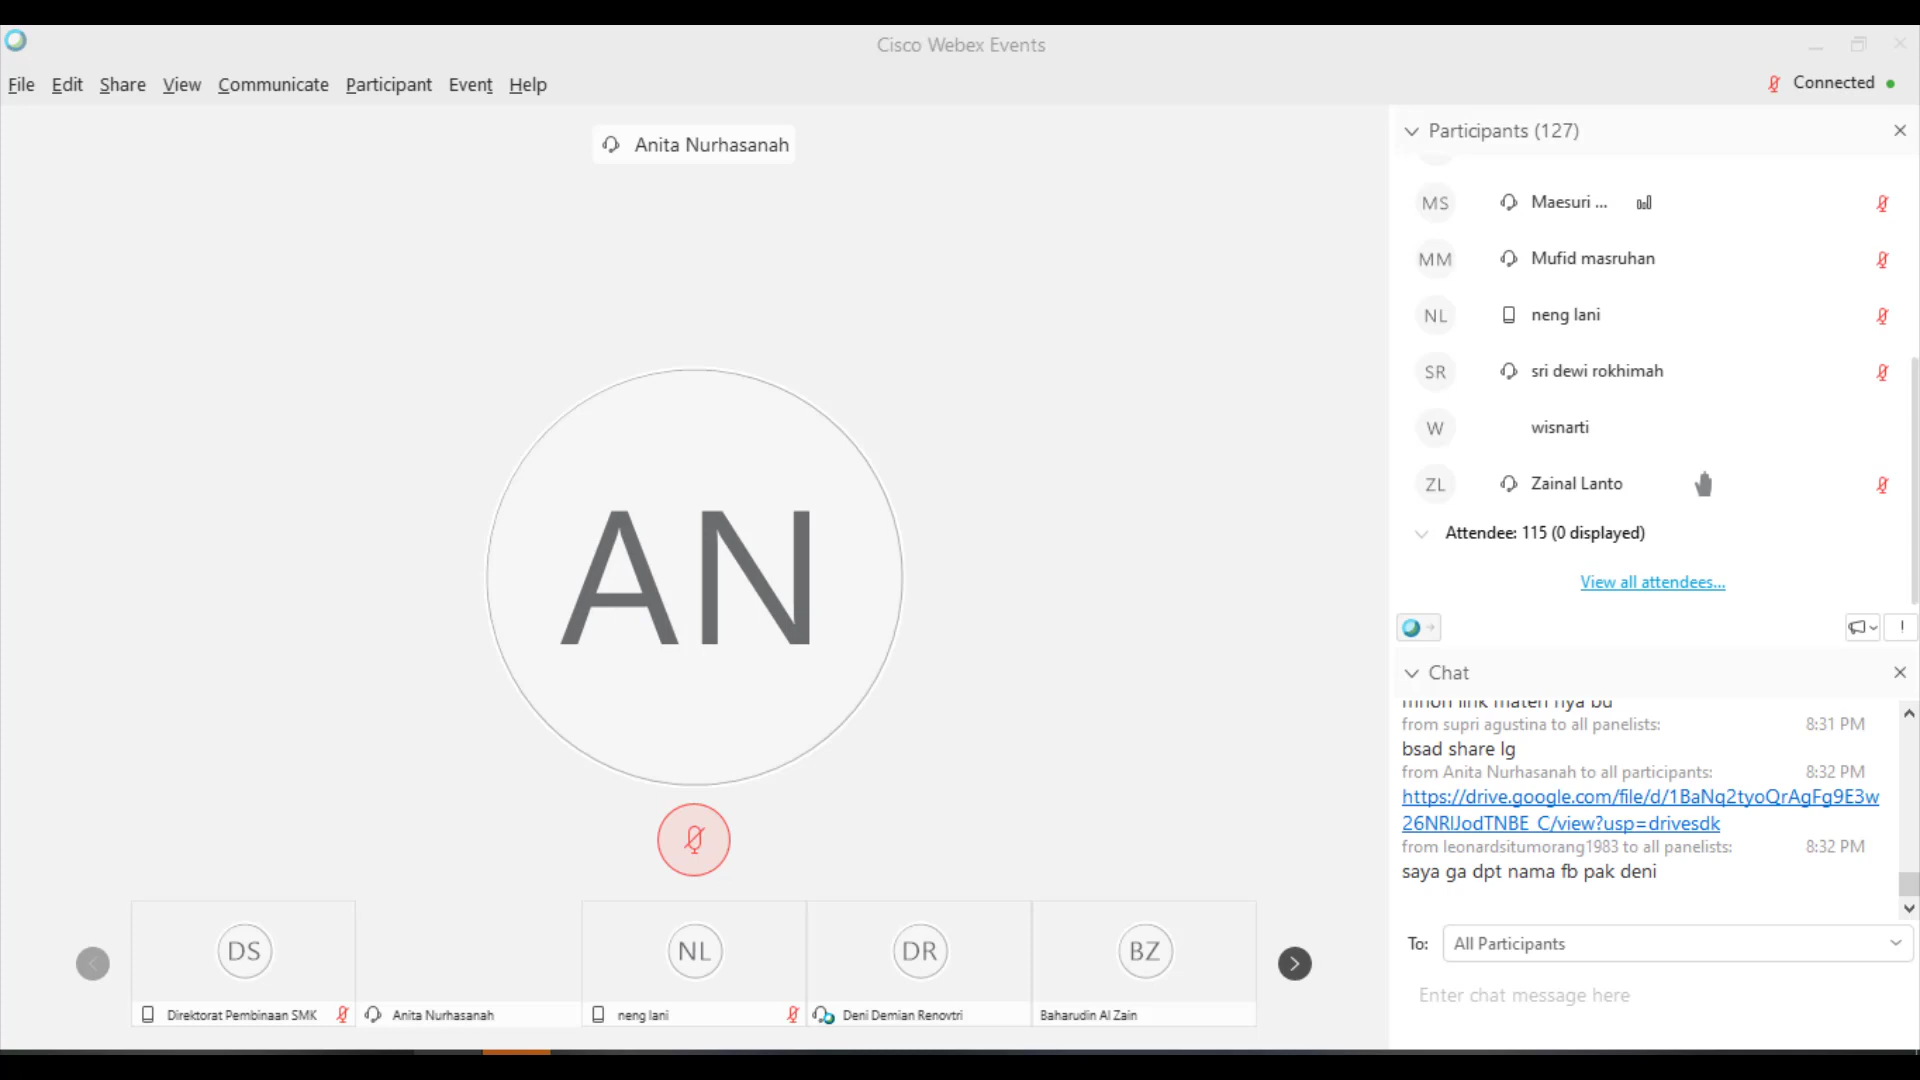 Cisco Webex Events
File Edit Share View Communicate Participant Event Help
Connected
Anita Nurhasanah
AN
DS
Direktorat Pembinaan SMK
Anita Nurhasanah
NL
neng lani
DR
Deni Demian Renovtri
BZ
Baharudin Al Zain
Participants (127)
MS Maesuri ...
MM Mufid masruhan
NL neng lani
SR sri dewi rokhimah
W wisnarti
ZL Zainal Lanto
Attendee: 115 (0 displayed)
View all attendees...
Chat
from supri agustina to all panelists: 8:31 PM
bsad share lg
from Anita Nurhasanah to all participants: 8:32 PM
https://drive.google.com/file/d/1BaNq2tyoQrAgFg9E3w
26NRlJodTNBE_C/view?usp=drivesdk
from leonardsitumorang1983 to all panelists: 8:32 PM
saya ga dpt nama fb pak deni
To: All Participants
Enter chat message here